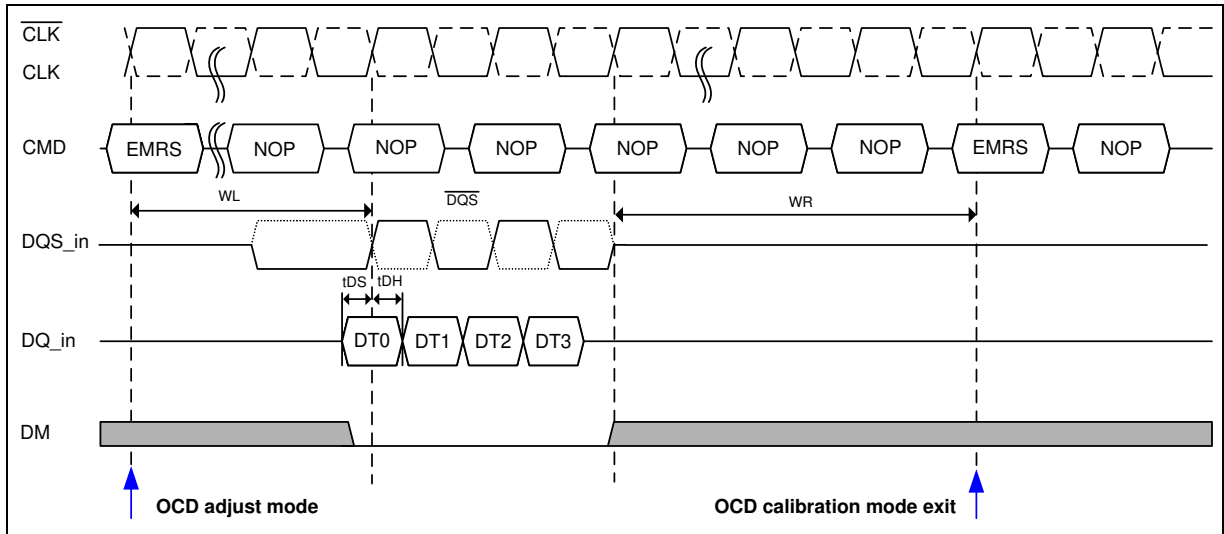 CLK
CLK
CMD EMRS NOP NOP NOP NOP NOP NOP EMRS NOP
WL DQS WR
DQS_in
tDS tDH
DQ_in DT0 DT1 DT2 DT3
DM
OCD adjust mode OCD calibration mode exit